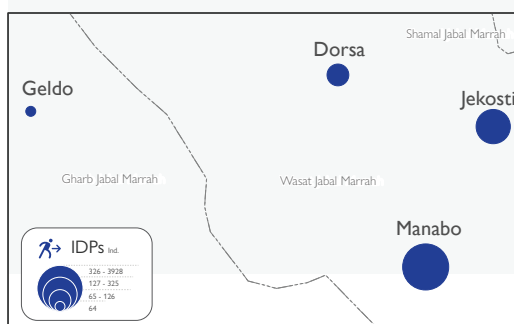 Shamal Jabal Marrah
Dorsa
Geldo
Jekosti
Gharb Jabal Marrah
Wasat Jabal Marrah
Manabo
IDPs Ind.
326 - 3928
127 - 325
65 - 126
64